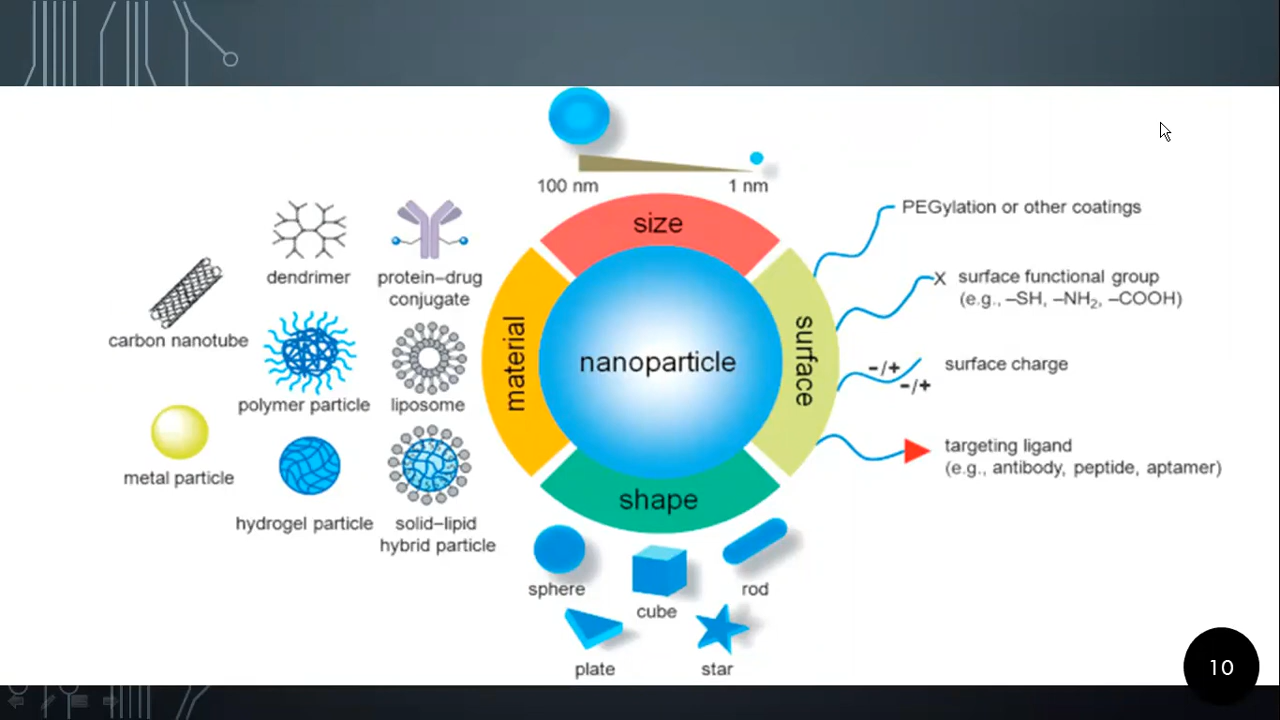 100 nm
1 nm
size
material
nanoparticle
surface
shape
dendrimer
protein–drug
conjugate
carbon nanotube
polymer particle
liposome
metal particle
hydrogel particle
solid–lipid
hybrid particle
PEGylation or other coatings
X surface functional group
(e.g., –SH, –NH₂, –COOH)
–/+
–/+
surface charge
targeting ligand
(e.g., antibody, peptide, aptamer)
sphere
cube
rod
plate
star
10